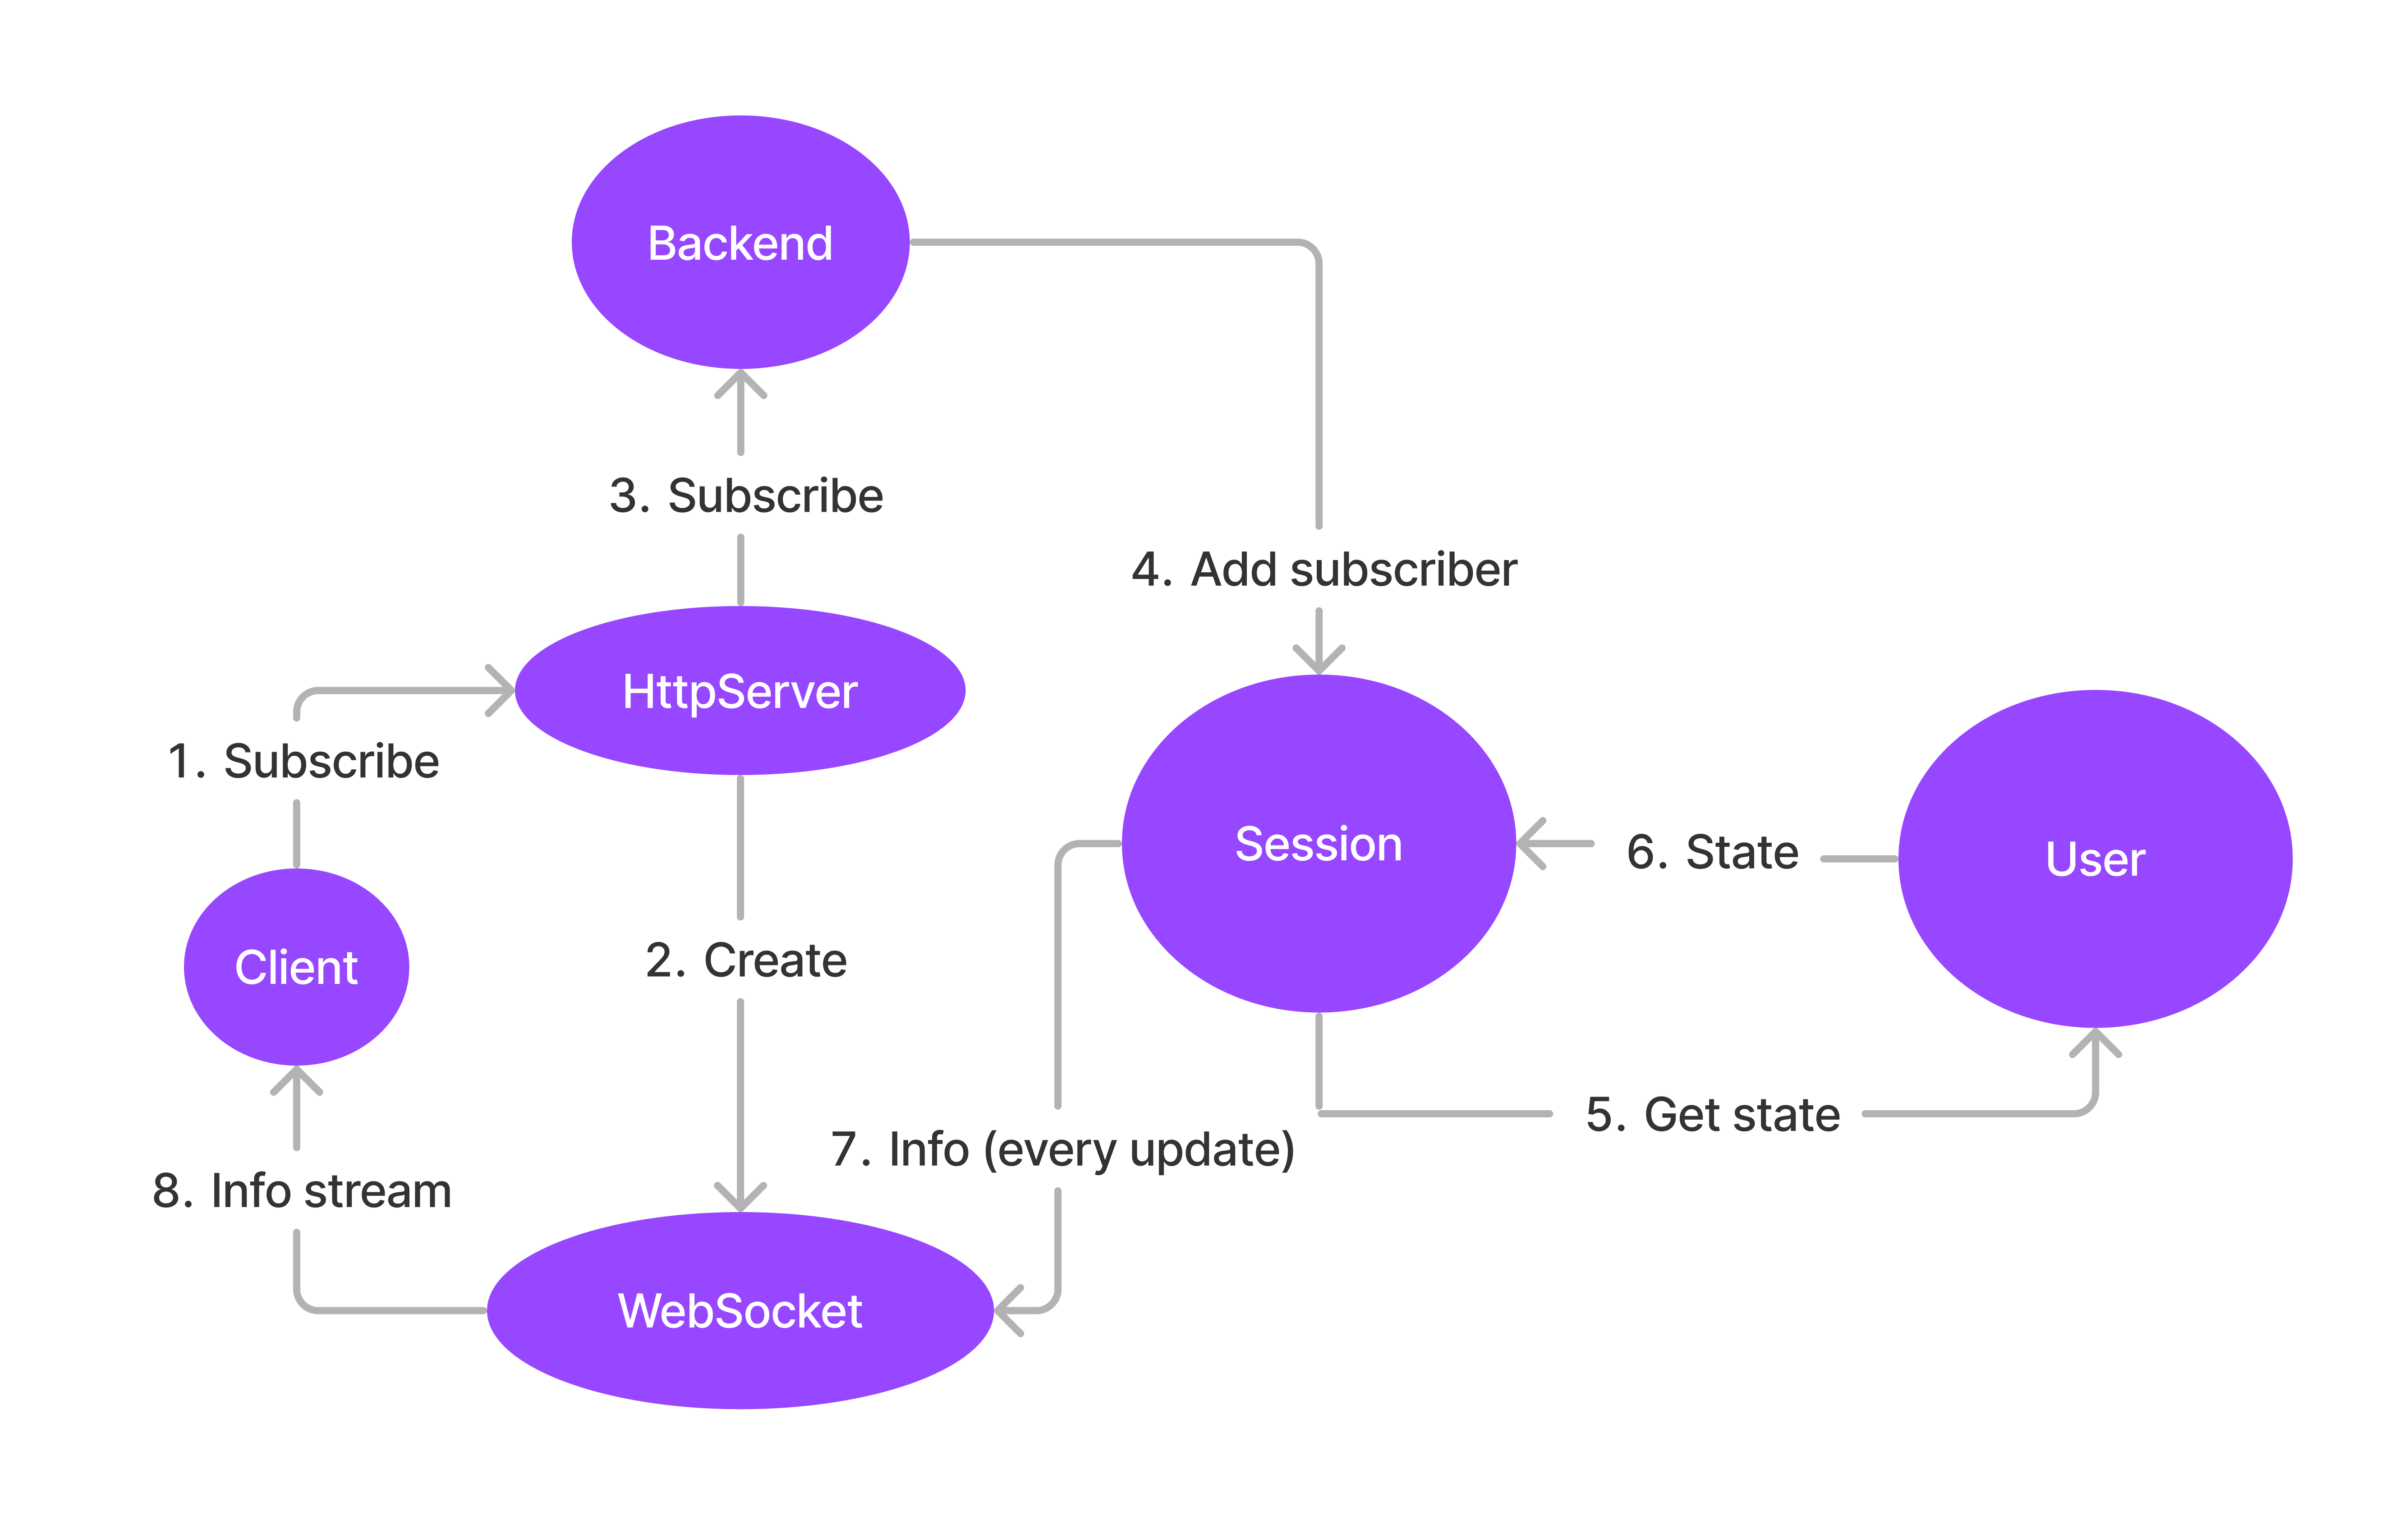 Backend
3. Subscribe
4. Add subscriber
HttpServer
1. Subscribe
Session
6. State
User
Client
2. Create
5. Get state
7. Info (every update)
8. Info stream
WebSocket